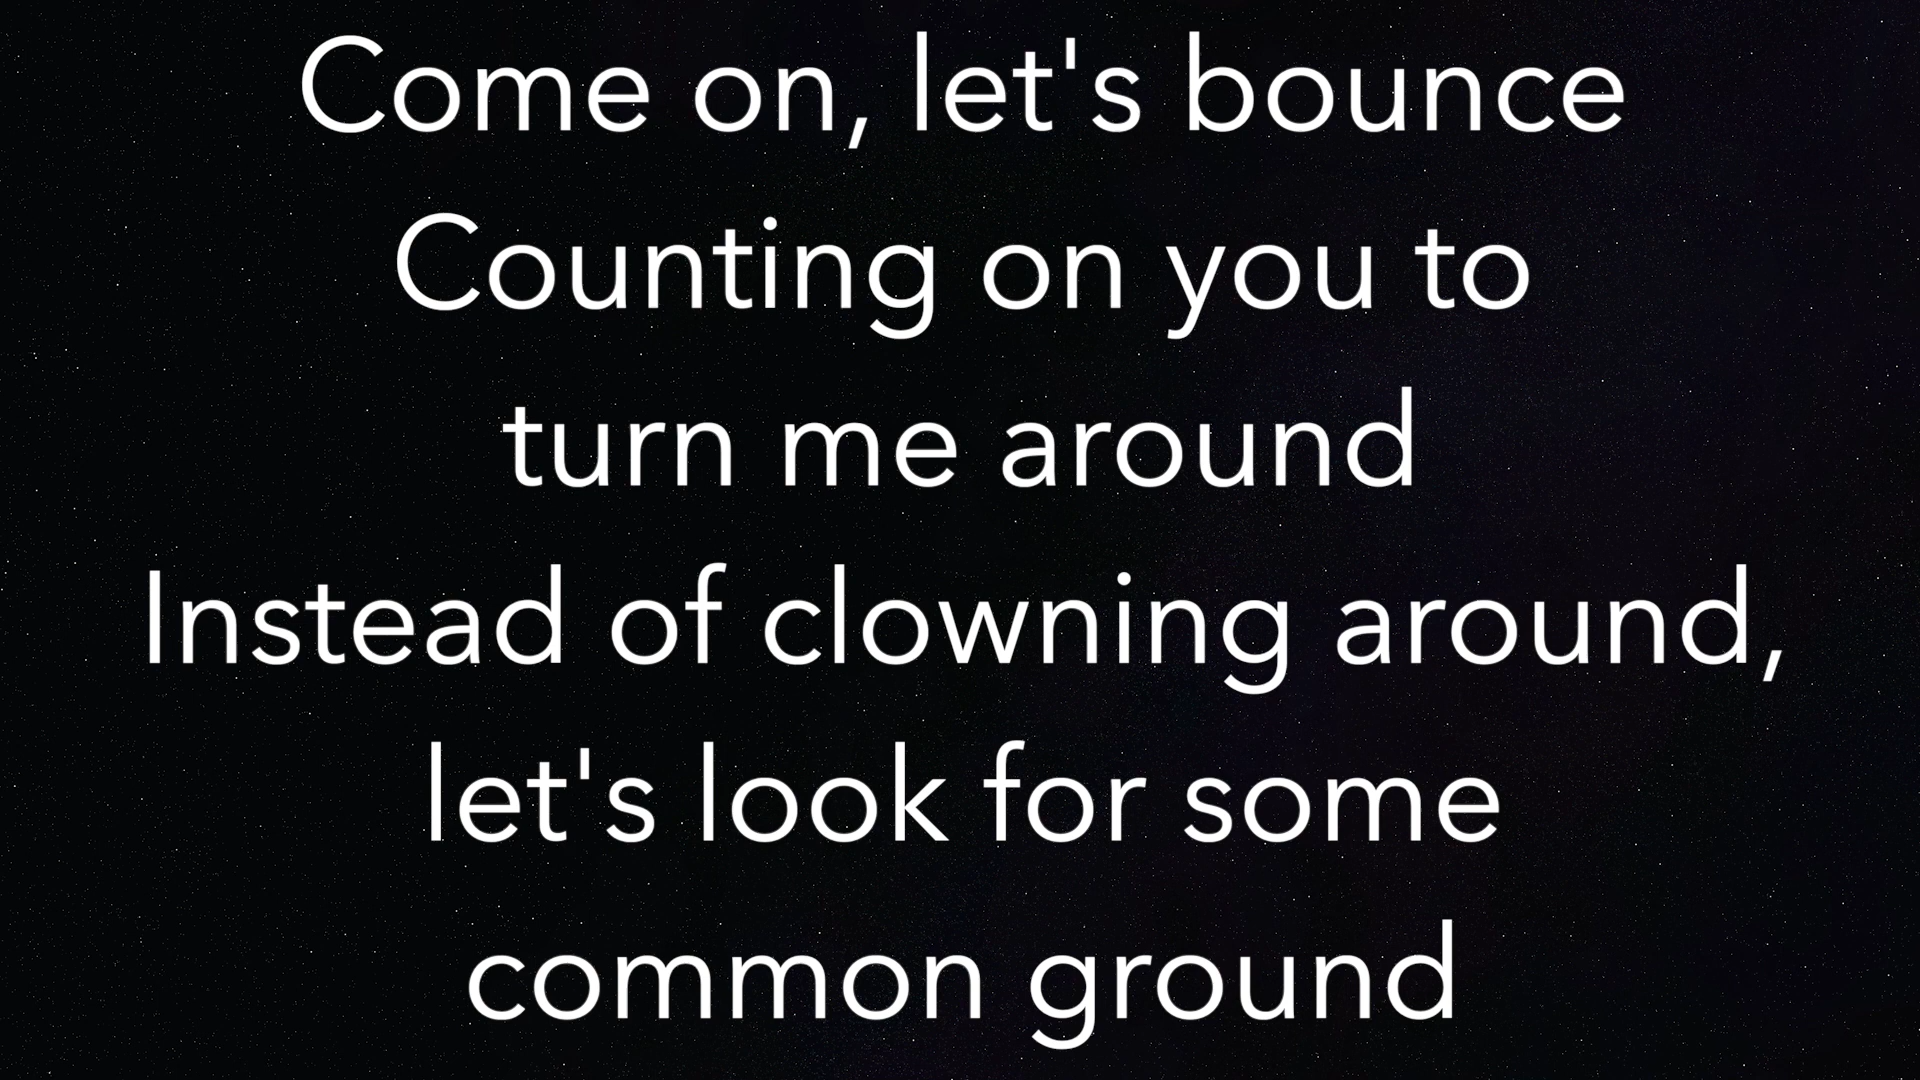 Come on, let's bounce
Counting on you to
turn me around
Instead of clowning around,
let's look for some
common ground